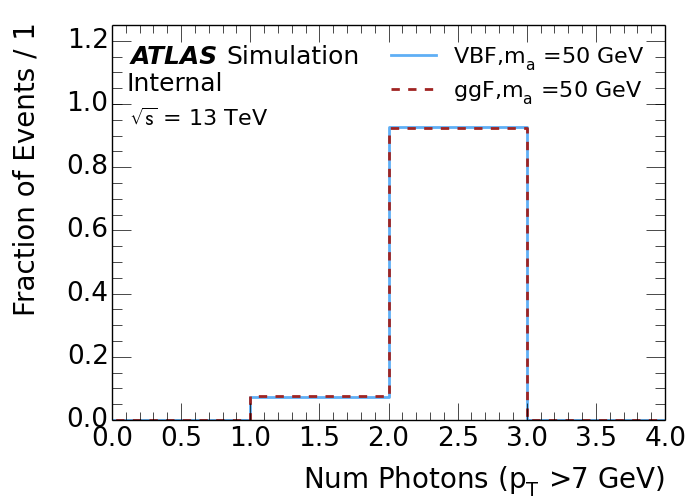 Fraction of Events / 1
1.2
1.0
0.8
0.6
0.4
0.2
0.0
ATLAS Simulation
Internal
√s = 13 TeV
VBF,mₐ =50 GeV
ggF,mₐ =50 GeV
0.0 0.5 1.0 1.5 2.0 2.5 3.0 3.5 4.0
Num Photons (p_T >7 GeV)